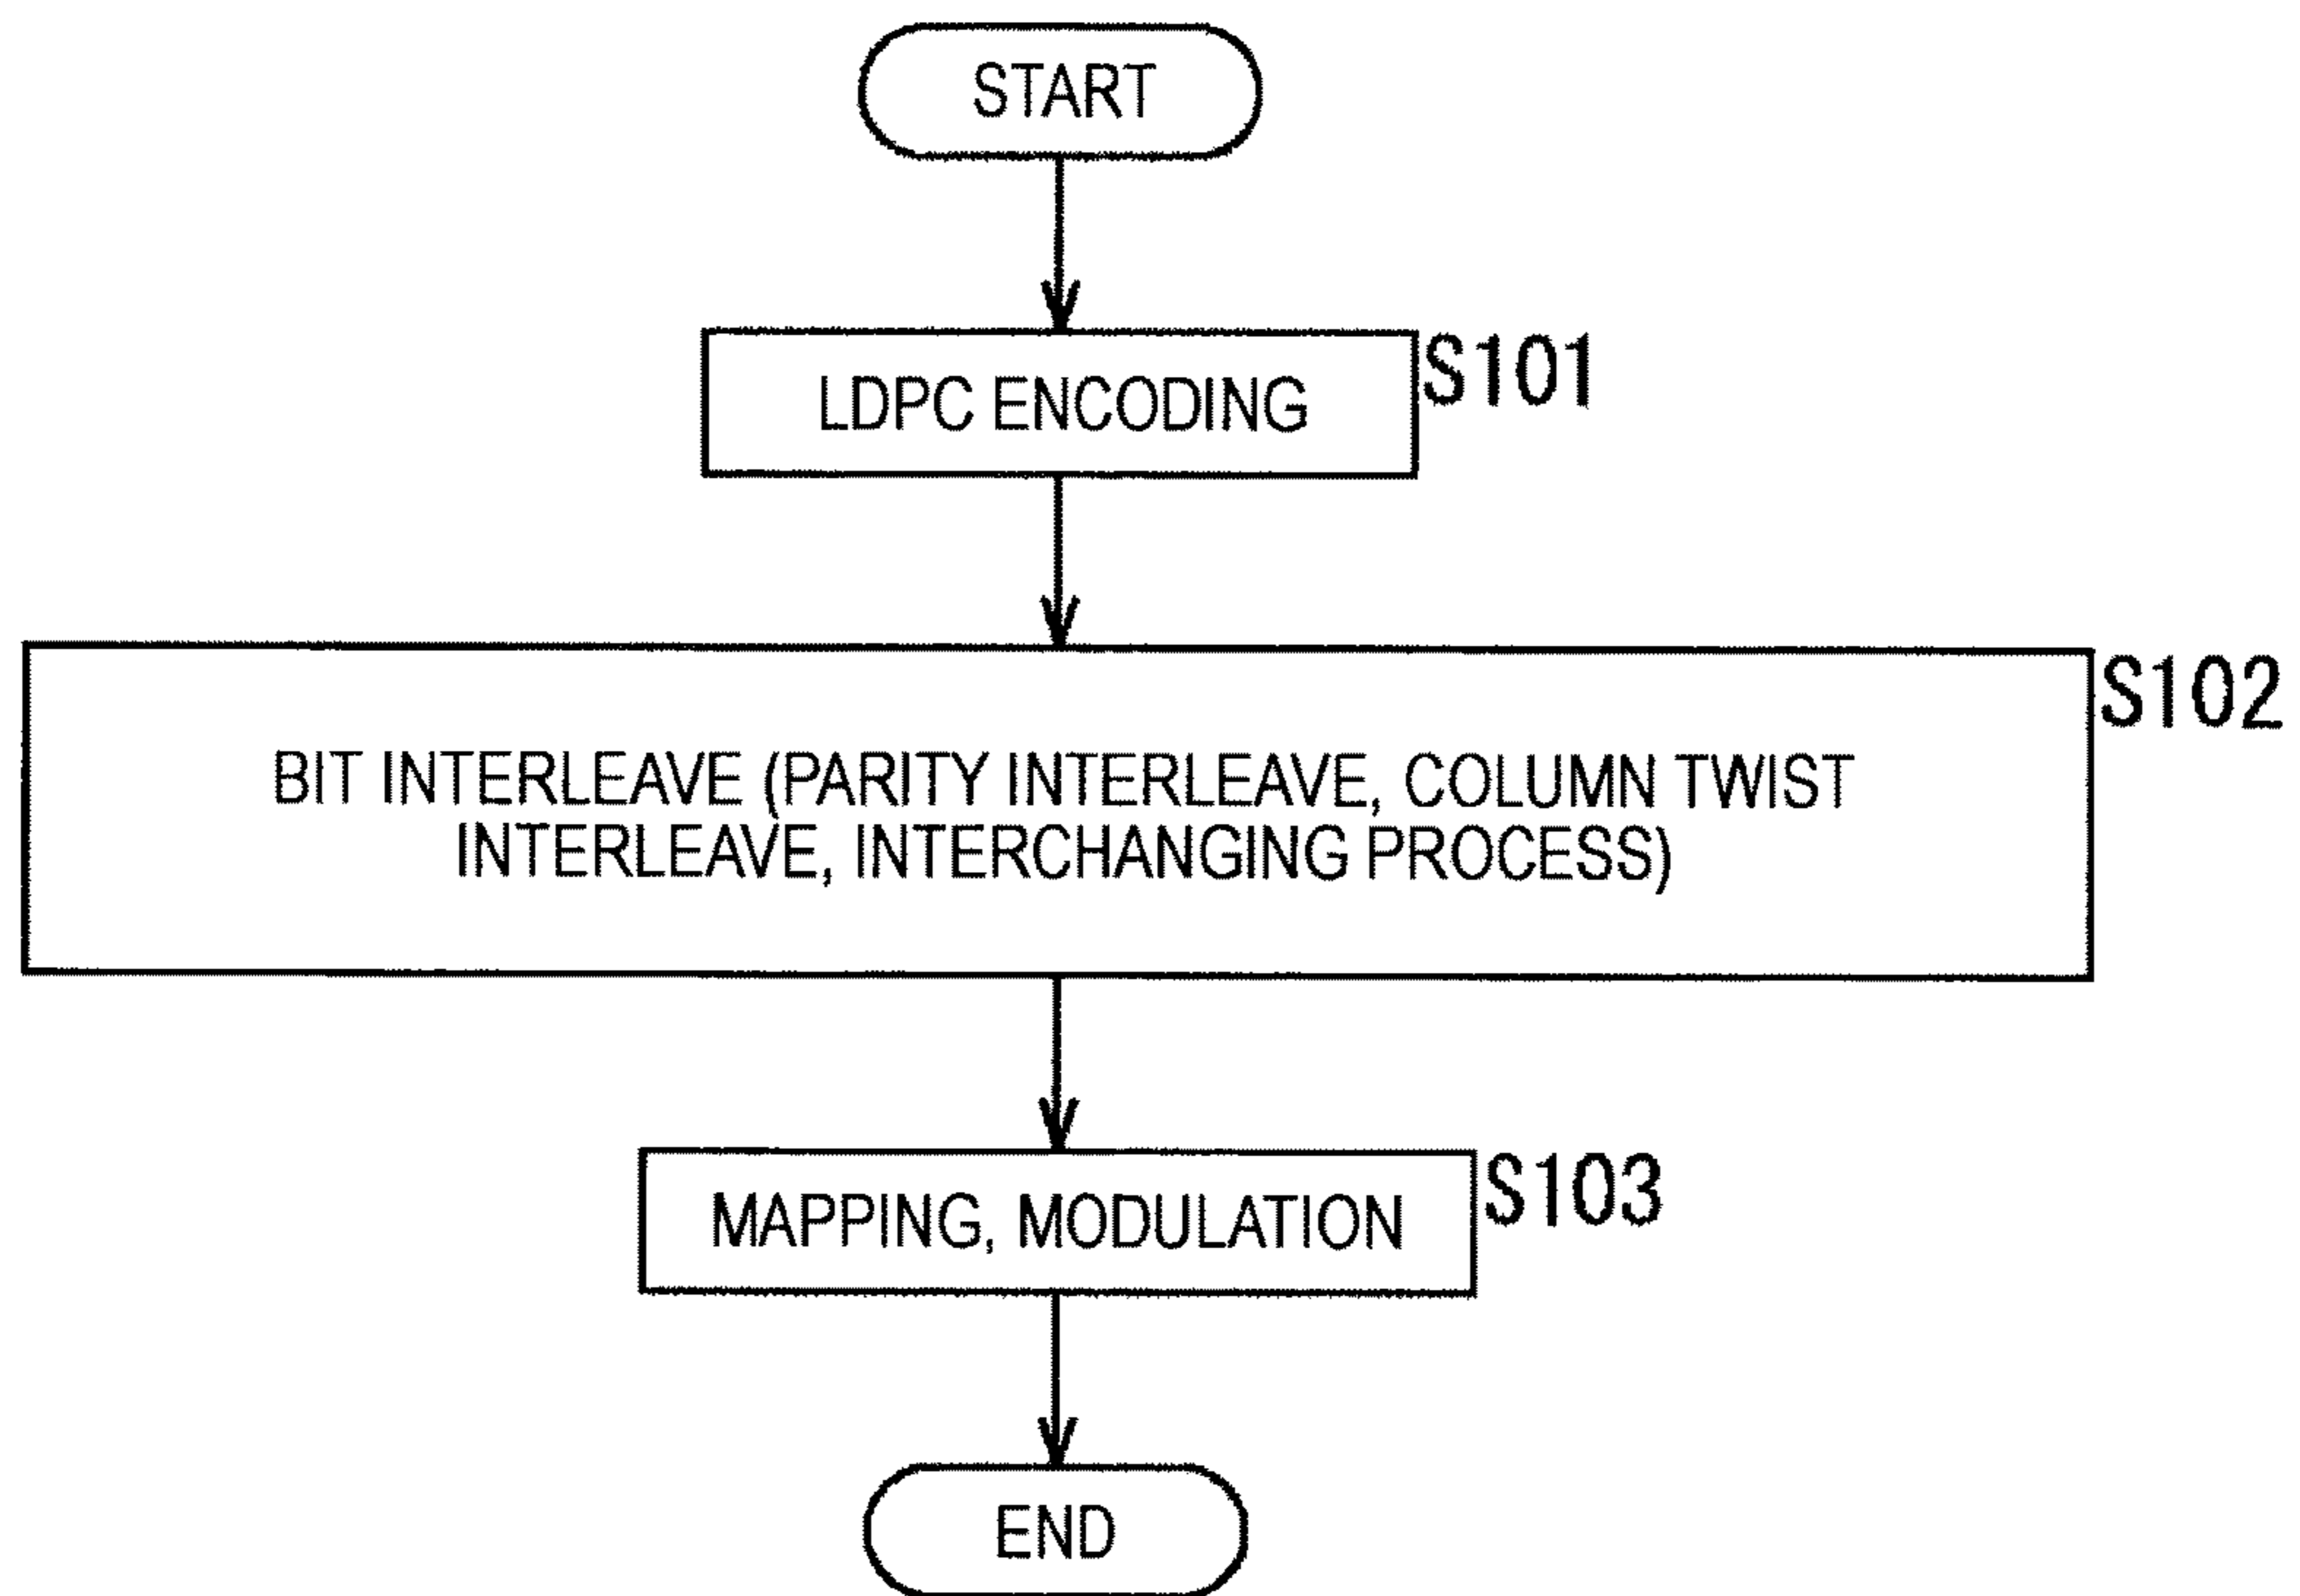 START
LDPC ENCODING
S101
BIT INTERLEAVE (PARITY INTERLEAVE, COLUMN TWIST
INTERLEAVE, INTERCHANGING PROCESS)
S102
MAPPING, MODULATION
S103
END